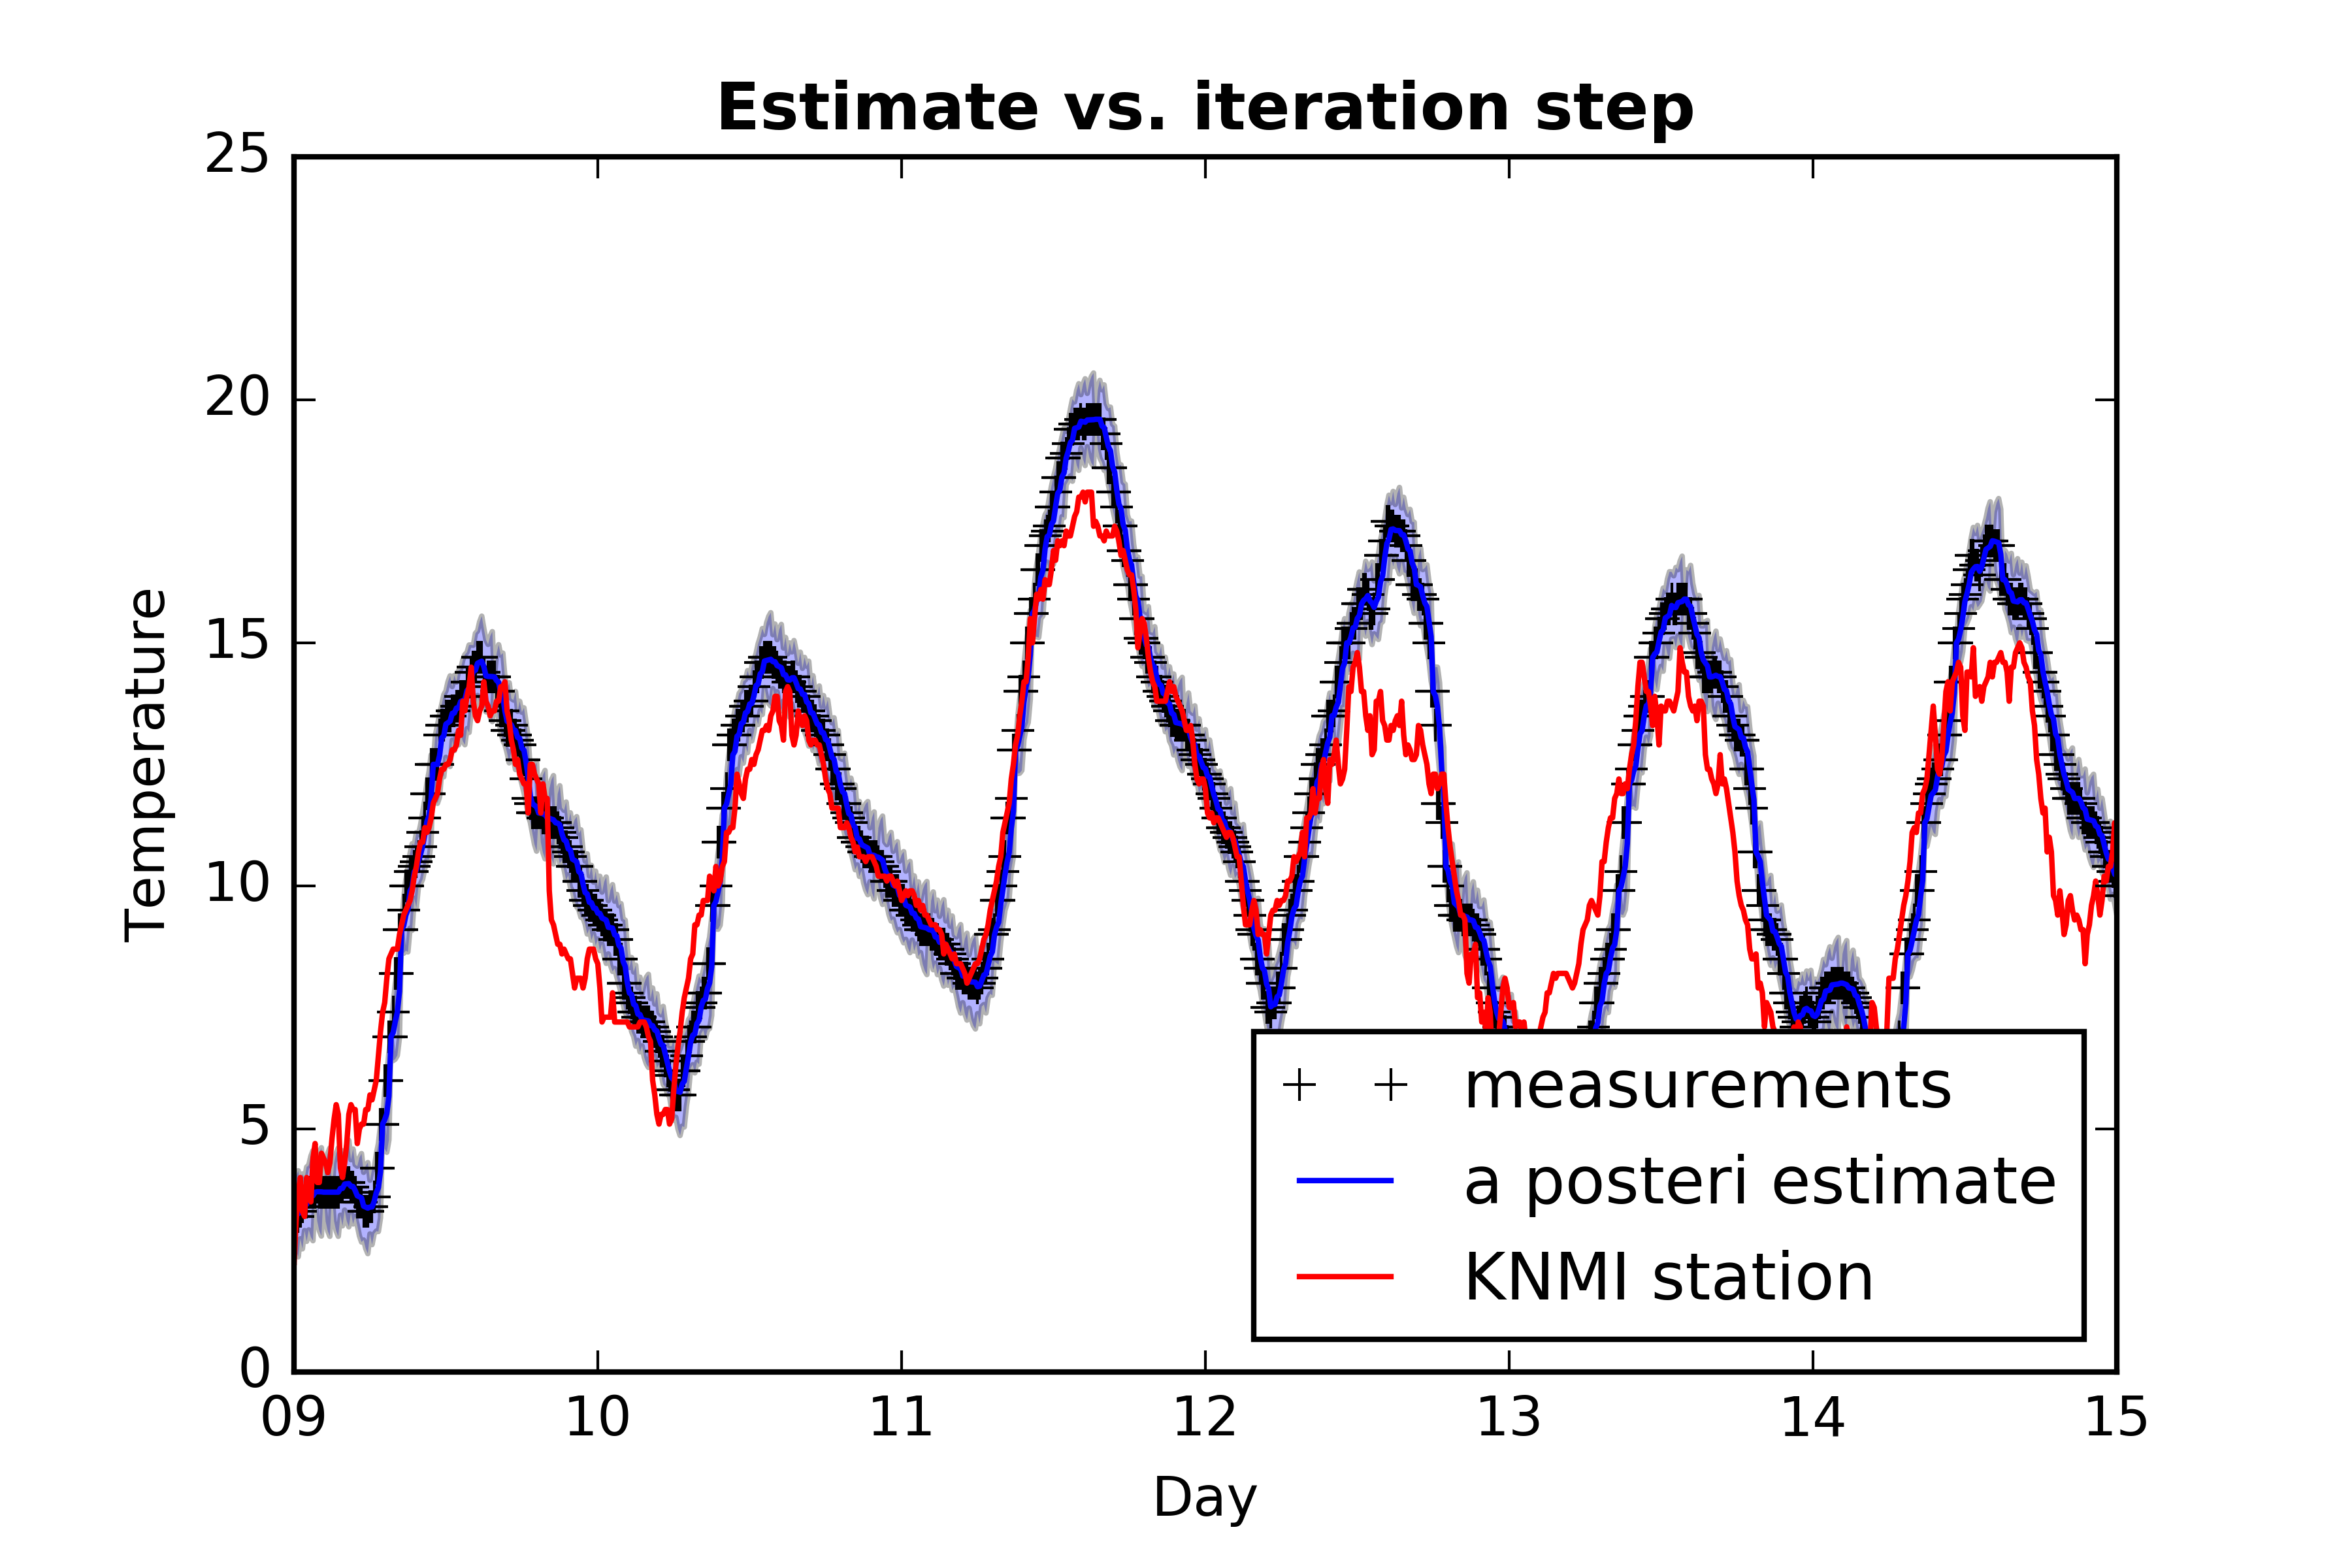 Estimate vs. iteration step
25
20
15
10
5
0
Temperature
09 10 11 12 13 14 15
Day
measurements
a posteri estimate
KNMI station